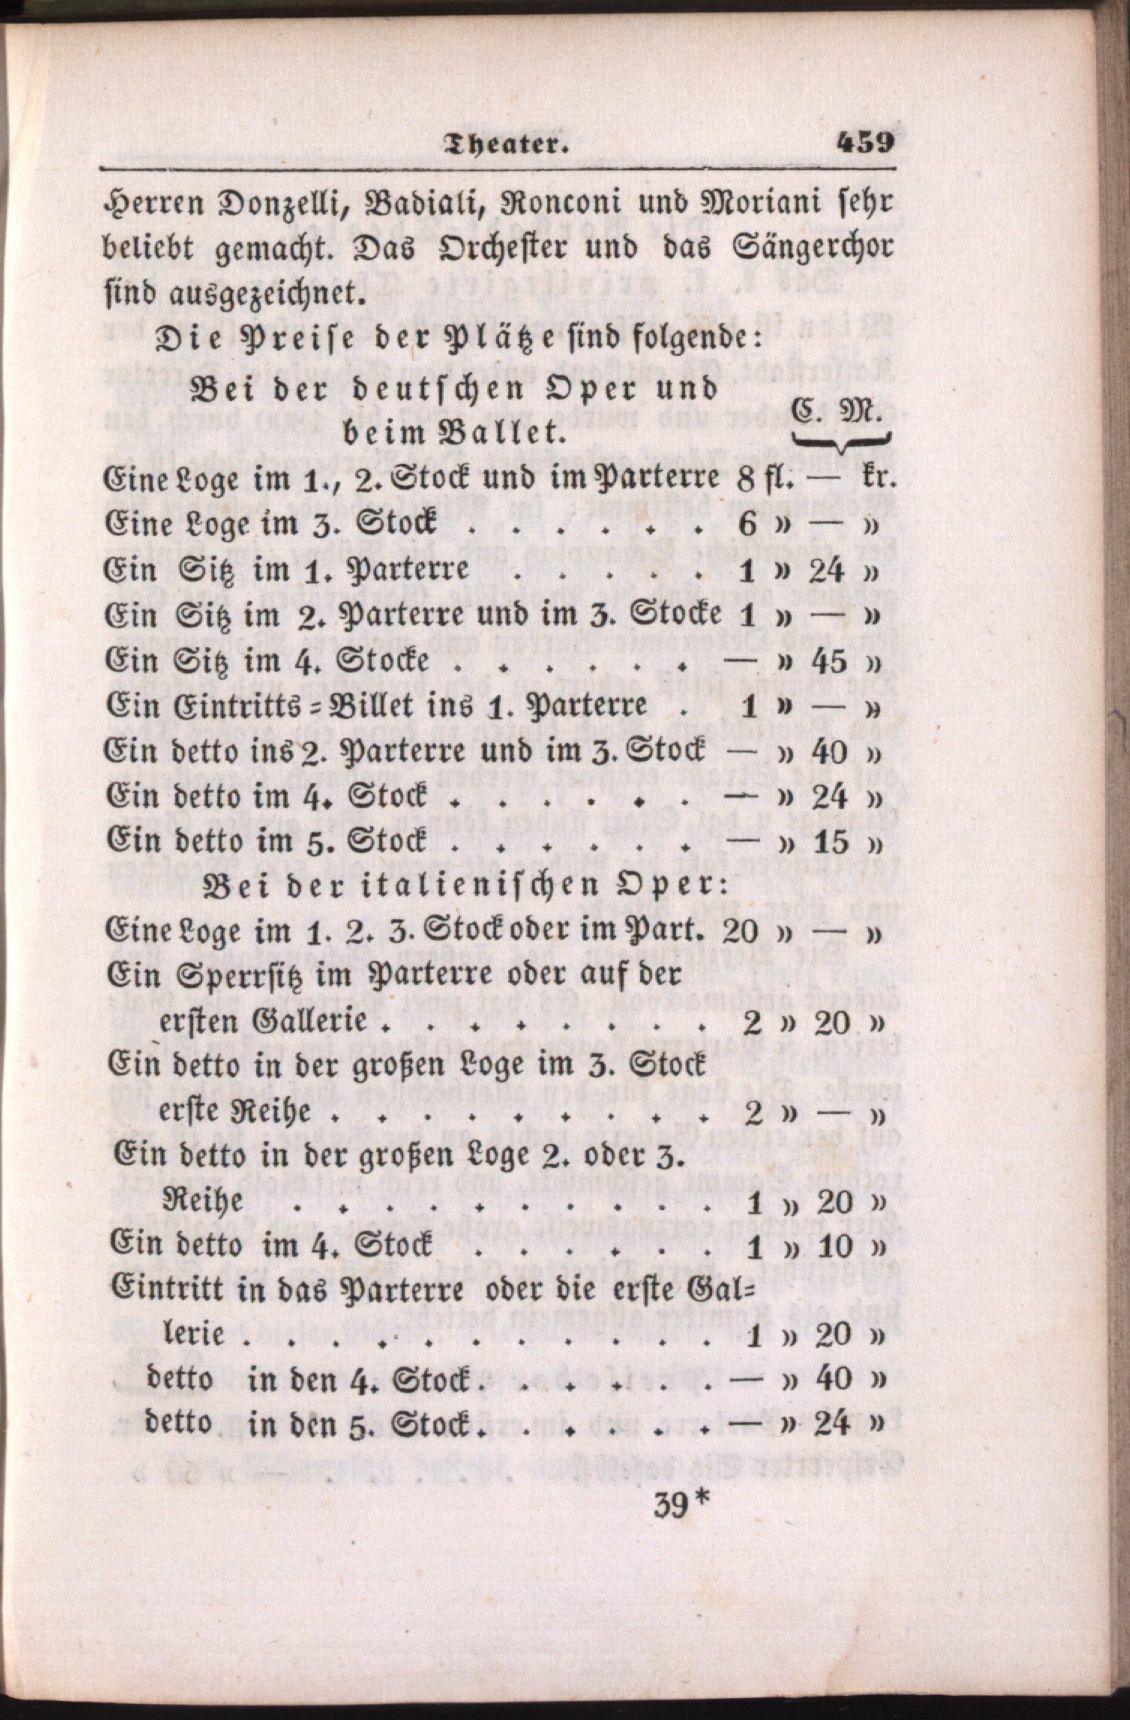 Theater. 459
Herren Donzelli, Badiali, Ronconi und Moriani sehr
beliebt gemacht. Das Orchester und das Sängerchor
sind ausgezeichnet.
Die Preise der Plätze sind folgende:
Bei der deutschen Oper und
beim Ballet.
C. M.
Eine Loge im 1., 2. Stock und im Parterre 8 fl. — kr.
Eine Loge im 3. Stock . . . . . . 6 » — »
Ein Sitz im 1. Parterre . . . . . 1 » 24 »
Ein Sitz im 2. Parterre und im 3. Stocke 1 » — »
Ein Sitz im 4. Stocke . . . . . . — » 45 »
Ein Eintritts-Billet ins 1. Parterre . 1 » — »
Ein detto ins 2. Parterre und im 3. Stock — » 40 »
Ein detto im 4. Stock . . . . . . — » 24 »
Ein detto im 5. Stock . . . . . . — » 15 »
Bei der italienischen Oper:
Eine Loge im 1. 2. 3. Stock oder im Part. 20 » — »
Ein Sperrsitz im Parterre oder auf der
ersten Gallerie . . . . . . . . 2 » 20 »
Ein detto in der großen Loge im 3. Stock
erste Reihe . . . . . . . . . 2 » — »
Ein detto in der großen Loge 2. oder 3.
Reihe . . . . . . . . . . 1 » 20 »
Ein detto im 4. Stock . . . . . . 1 » 10 »
Eintritt in das Parterre oder die erste Gal-
lerie . . . . . . . . . . . 1 » 20 »
detto in den 4. Stock . . . . . . — » 40 »
detto in den 5. Stock . . . . . . — » 24 »
39*